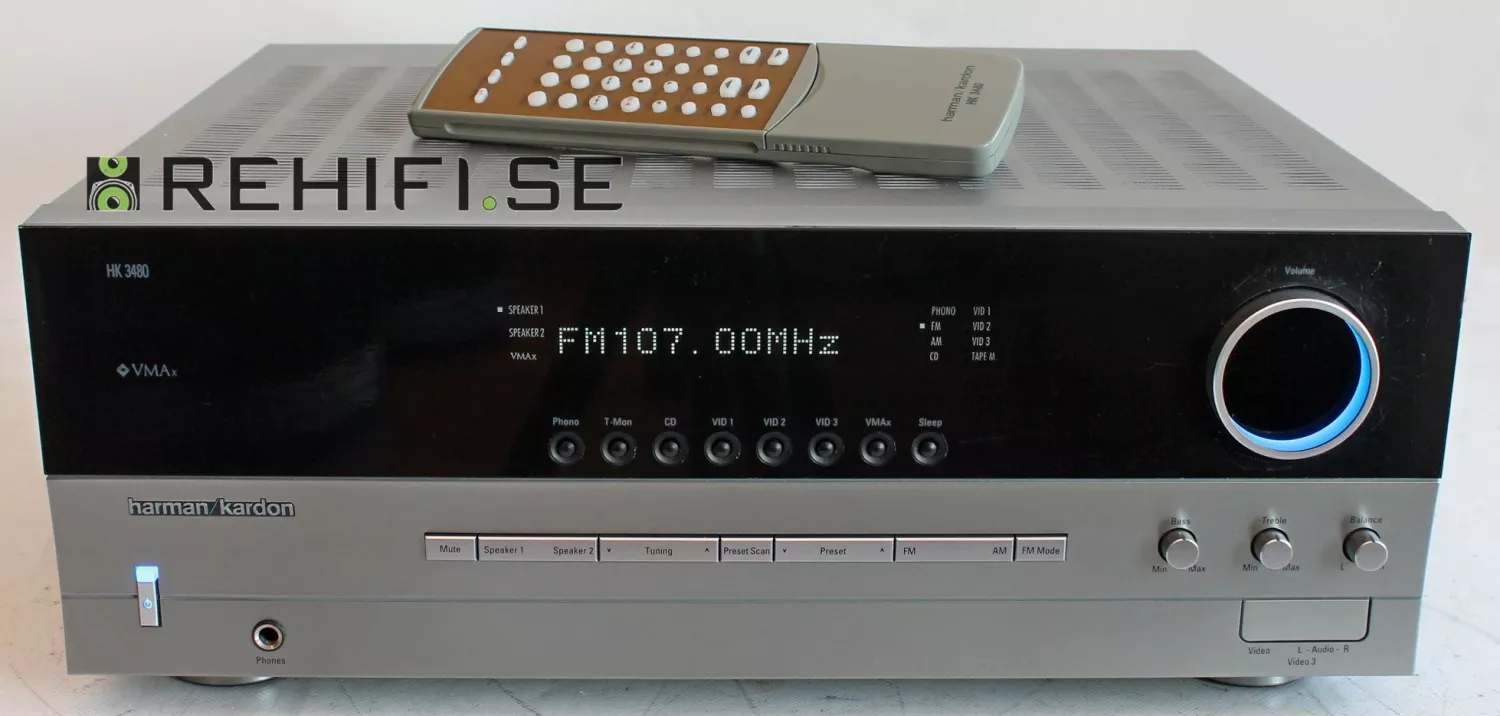 harman/kardon
HK 3480
REHIFI.SE
HK 3480
Volume
SPEAKER 1
SPEAKER 2
VMAx
FM107.00MHz
PHONO VID 1
FM VID 2
AM VID 3
CD TAPE M.
VMAx
Phono T-Mon CD VID 1 VID 2 VID 3 VMAx Sleep
harman/kardon
Mute Speaker 1 Speaker 2 Tuning Preset Scan Preset FM AM FM Mode
Bass Treble Balance
Min Max Min Max L
Phones
Video L - Audio - R
Video 3